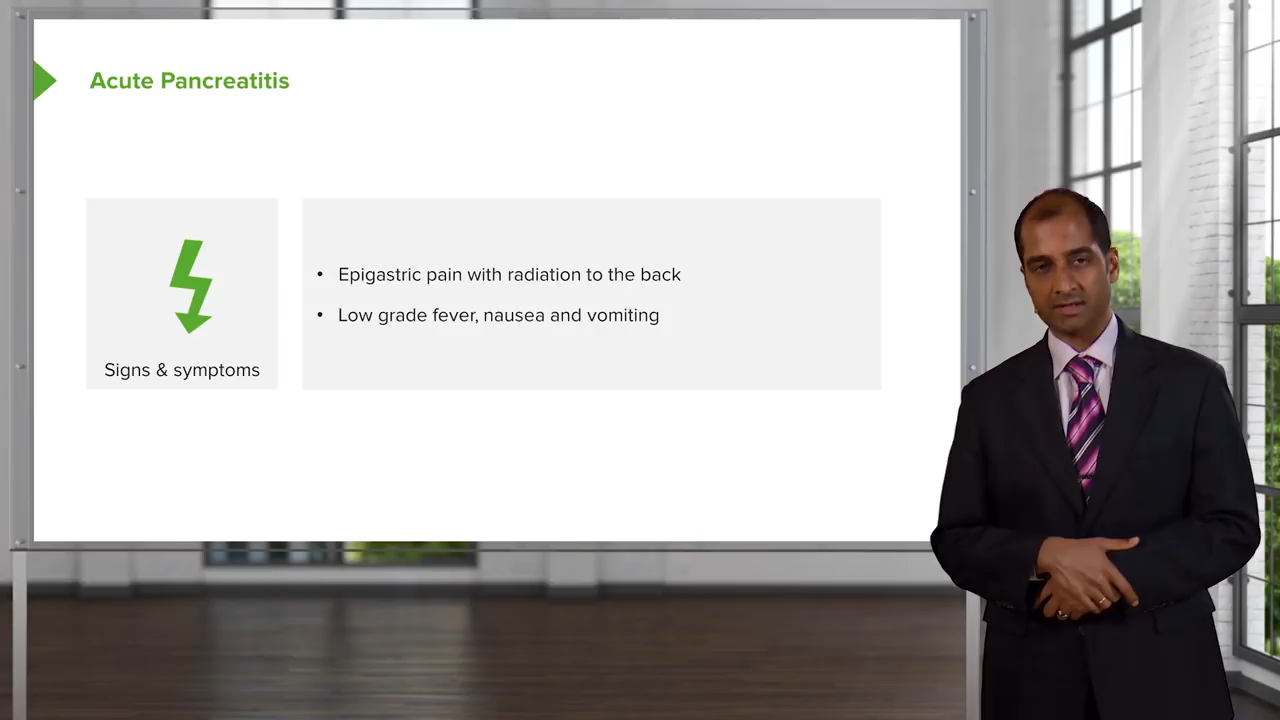 Acute Pancreatitis
• Epigastric pain with radiation to the back
• Low grade fever, nausea and vomiting
Signs & symptoms